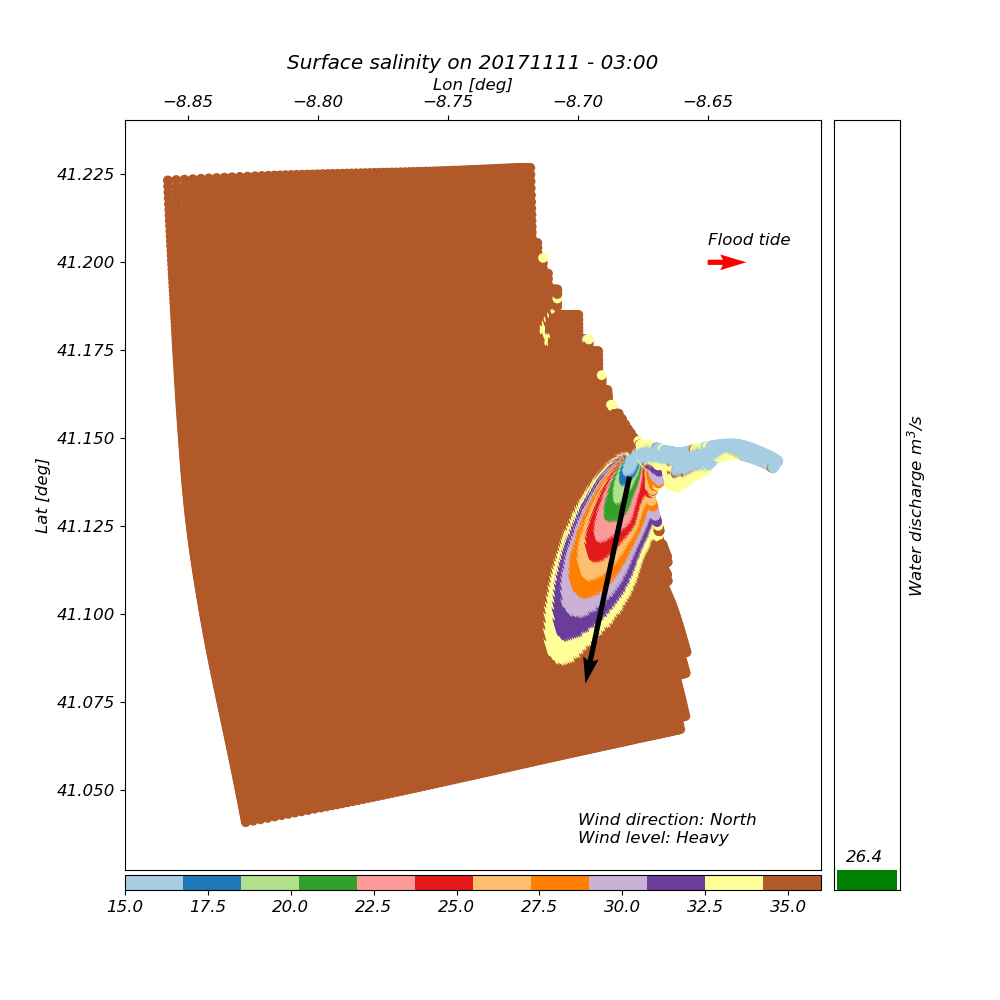 Surface salinity on 20171111 - 03:00
Lon [deg]
−8.85 −8.80 −8.75 −8.70 −8.65
41.225
41.200
41.175
41.150
41.125
41.100
41.075
41.050
Lat [deg]
Flood tide
Wind direction: North
Wind level: Heavy
15.0 17.5 20.0 22.5 25.0 27.5 30.0 32.5 35.0
26.4
Water discharge m³/s